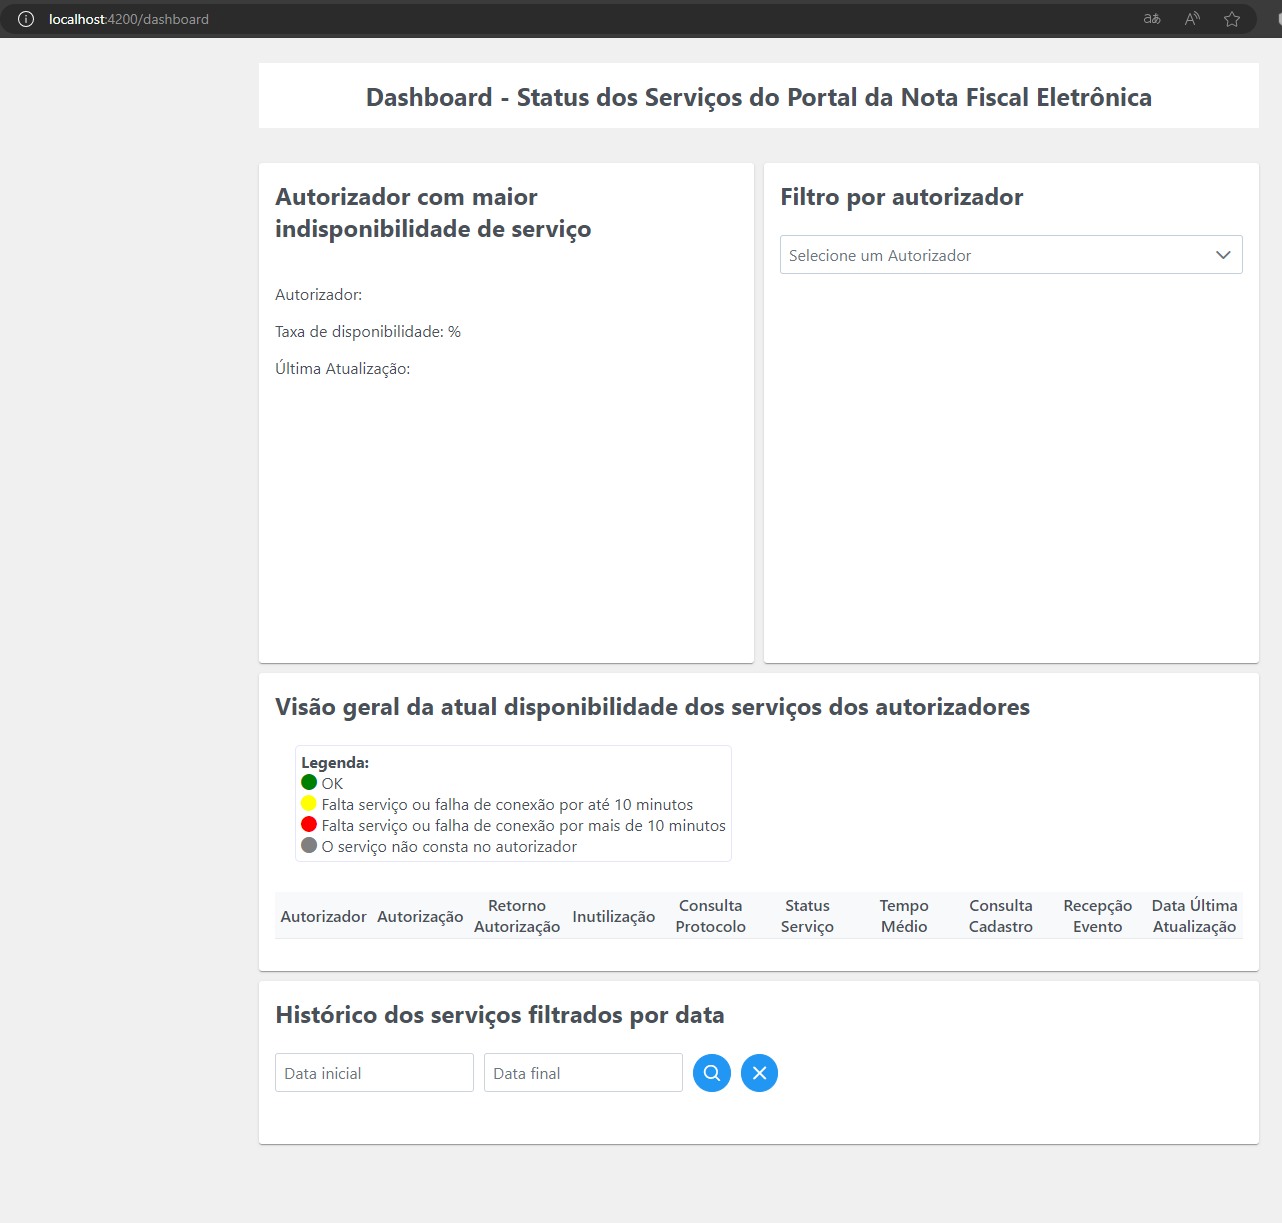 localhost:4200/dashboard
Dashboard - Status dos Serviços do Portal da Nota Fiscal Eletrônica
Autorizador com maior
indisponibilidade de serviço
Autorizador:
Taxa de disponibilidade: %
Última Atualização:
Filtro por autorizador
Selecione um Autorizador
Visão geral da atual disponibilidade dos serviços dos autorizadores
Legenda:
OK
Falta serviço ou falha de conexão por até 10 minutos
Falta serviço ou falha de conexão por mais de 10 minutos
O serviço não consta no autorizador
Autorizador
Autorização
Retorno
Autorização
Inutilização
Consulta
Protocolo
Status
Serviço
Tempo
Médio
Consulta
Cadastro
Recepção
Evento
Data Última
Atualização
Histórico dos serviços filtrados por data
Data inicial
Data final